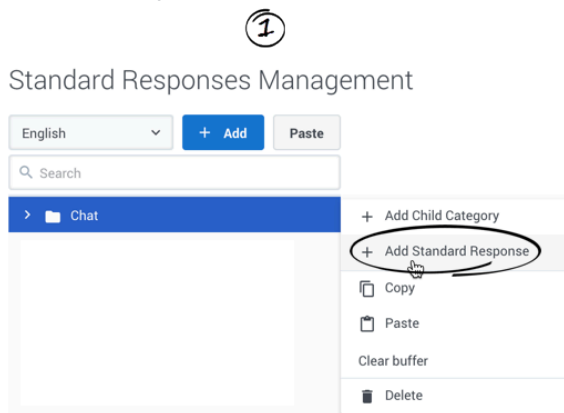 1
Standard Responses Management
English + Add Paste
Search
Chat
+ Add Child Category
+ Add Standard Response
Copy
Paste
Clear buffer
Delete